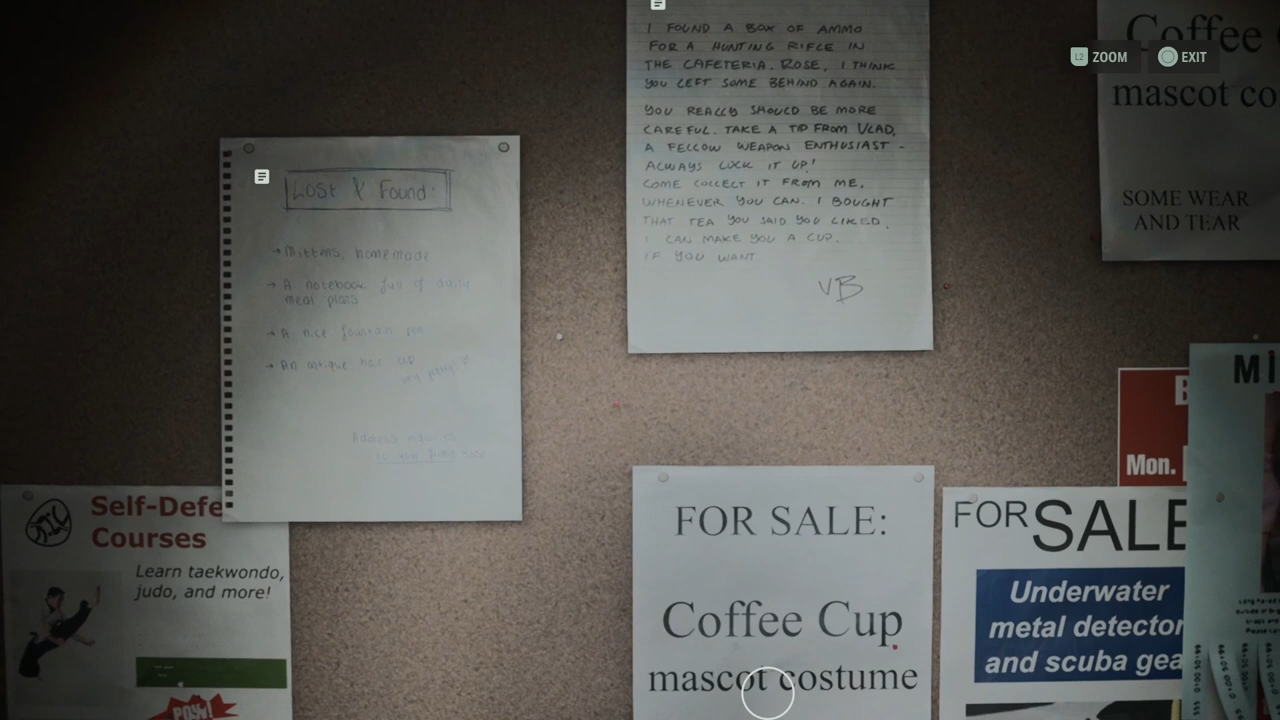 I FOUND A BOX OF AMMO
FOR A HUNTING RIFLE IN
THE CAFETERIA. ROSE, I THINK
YOU LEFT SOME BEHIND AGAIN.
YOU REALLY SHOULD BE MORE
CAREFUL. TAKE A TIP FROM VLAD,
A FELLOW WEAPON ENTHUSIAST -
ALWAYS LOCK IT UP!
COME COLLECT IT FROM ME,
WHENEVER YOU CAN. I BOUGHT
THAT TEA YOU SAID YOU LIKED.
I CAN MAKE YOU A CUP.
IF YOU WANT
VB
Coffee
mascot co
SOME WEAR
AND TEAR
L2 ZOOM
EXIT
Lost & Found:
→ Mittens, homemade
→ A notebook full of daily
meal plans
→ A nice fountain pen
→ An antique hair clip
very pretty!
Self-Defe
Courses
Learn taekwondo,
judo, and more!
POW!
FOR SALE:
Coffee Cup
mascot costume
FOR SALE
Underwater
metal detector
and scuba gea
B
Mon.
MI